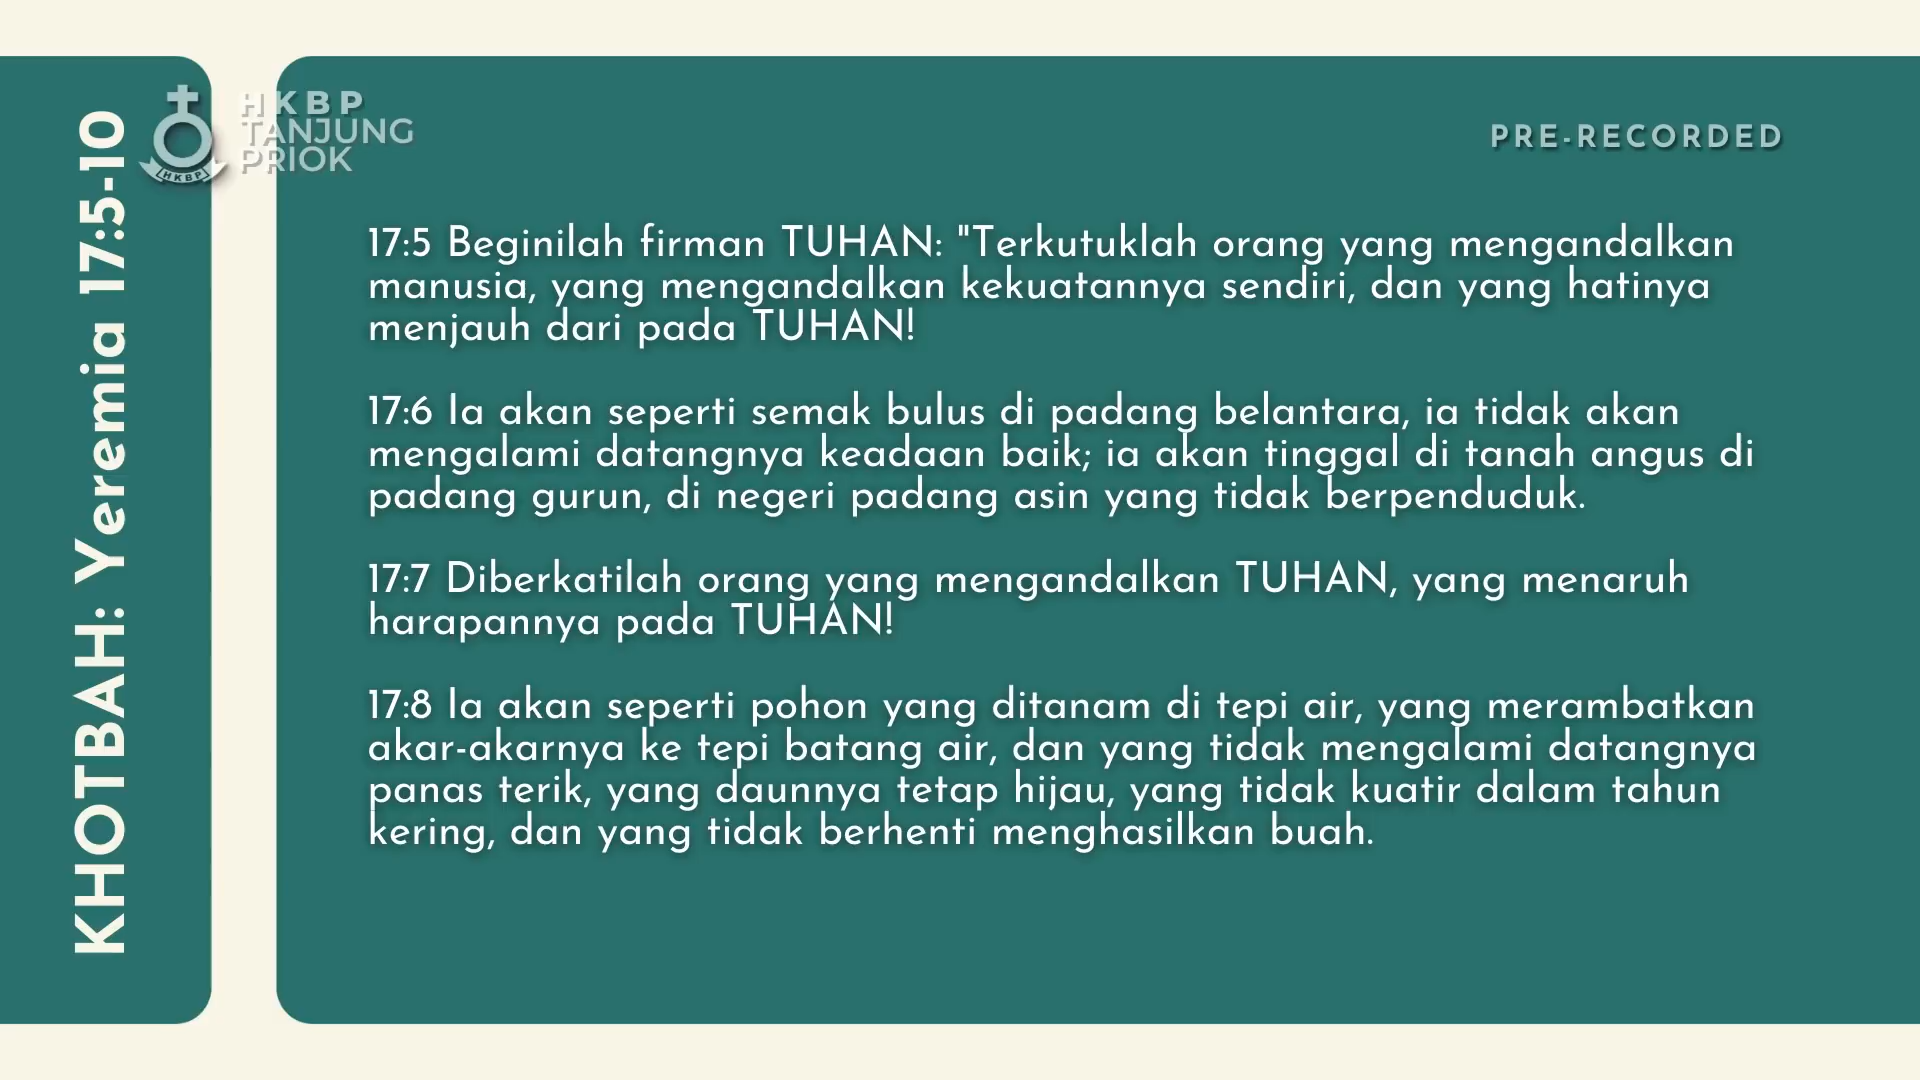 KHOTBAH: Yeremia 17:5-10
HKBP
TANJUNG
PRIOK
HKBP
PRE-RECORDED
17:5 Beginilah firman TUHAN: "Terkutuklah orang yang mengandalkan
manusia, yang mengandalkan kekuatannya sendiri, dan yang hatinya
menjauh dari pada TUHAN!
17:6 Ia akan seperti semak bulus di padang belantara, ia tidak akan
mengalami datangnya keadaan baik; ia akan tinggal di tanah angus di
padang gurun, di negeri padang asin yang tidak berpenduduk.
17:7 Diberkatilah orang yang mengandalkan TUHAN, yang menaruh
harapannya pada TUHAN!
17:8 Ia akan seperti pohon yang ditanam di tepi air, yang merambatkan
akar-akarnya ke tepi batang air, dan yang tidak mengalami datangnya
panas terik, yang daunnya tetap hijau, yang tidak kuatir dalam tahun
kering, dan yang tidak berhenti menghasilkan buah.